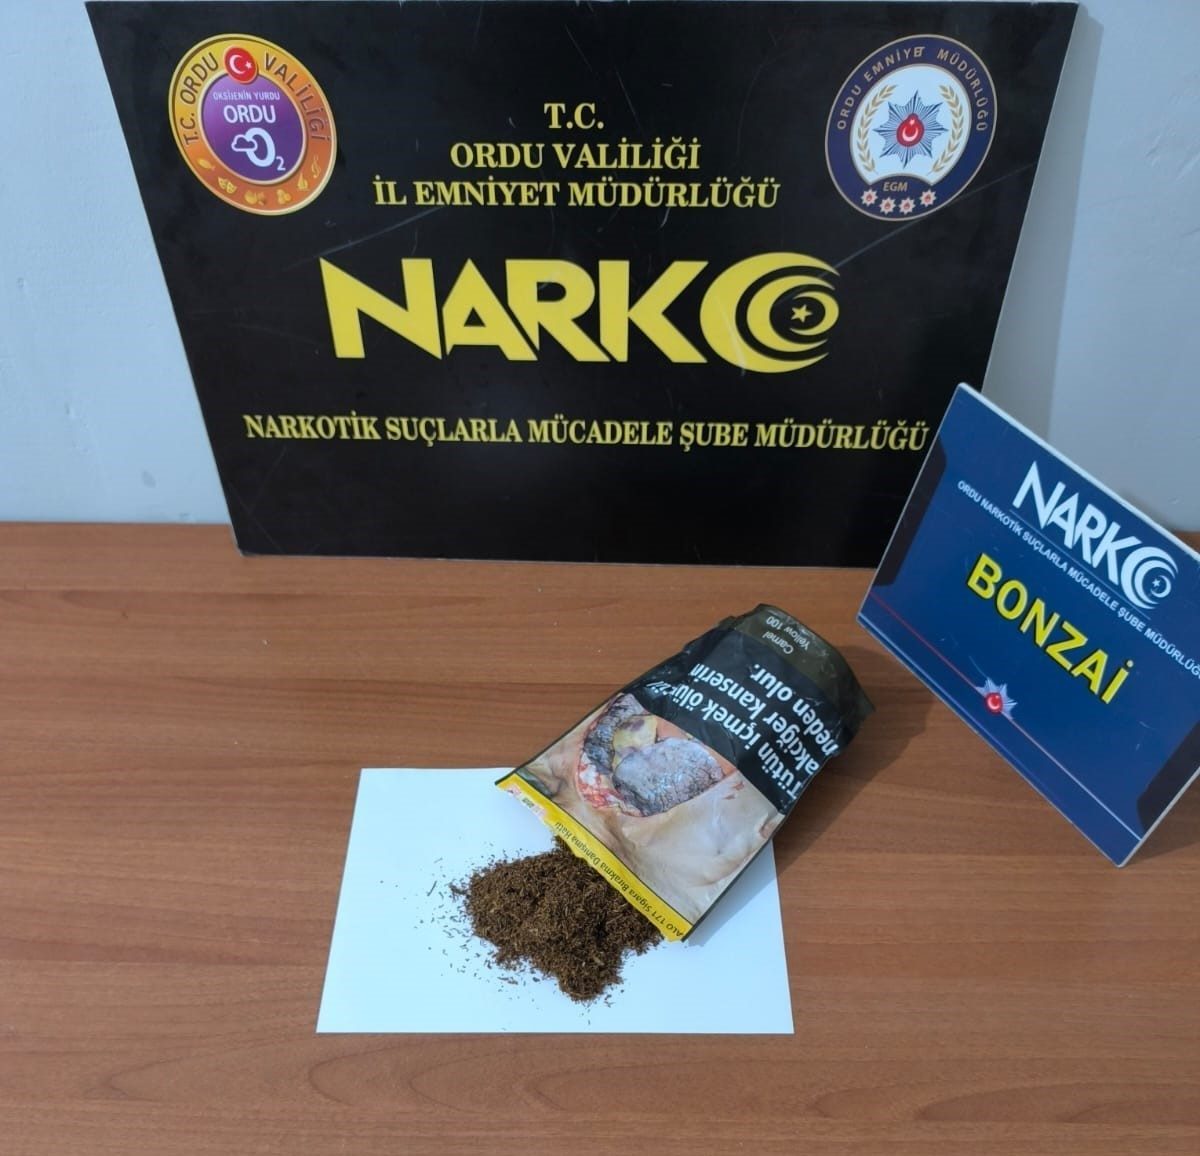 T.C. ORDU VALİLİĞİ
OKSİJENİN YURDU
ORDU
O2
ORDU EMNİYET MÜDÜRLÜĞÜ
EGM
T.C.
ORDU VALİLİĞİ
İL EMNİYET MÜDÜRLÜĞÜ
NARKO
NARKOTİK SUÇLARLA MÜCADELE ŞUBE MÜDÜRLÜĞÜ
NARKO
ORDU NARKOTİK SUÇLARLA MÜCADELE ŞUBE MÜDÜRLÜĞÜ
BONZAİ
Camel
Yellow 100
Tütün içmek ölümcül
akciğer kanserine
neden olur.
ALO 171 Sigara Bırakma Danışma Hattı